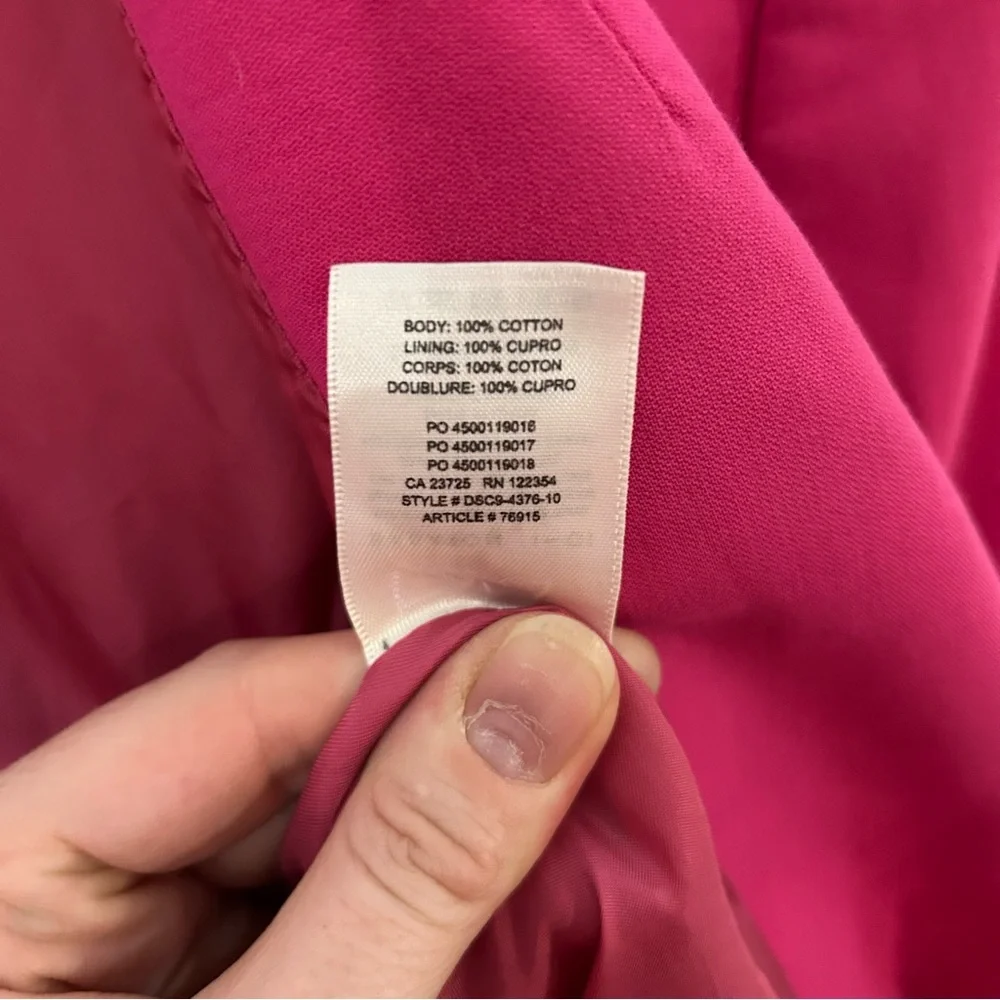 BODY: 100% COTTON
LINING: 100% CUPRO
CORPS: 100% COTON
DOUBLURE: 100% CUPRO
PO 4500119016
PO 4500119017
PO 4500119018
CA 23725 RN 122354
STYLE # DSC9-4376-10
ARTICLE # 76915